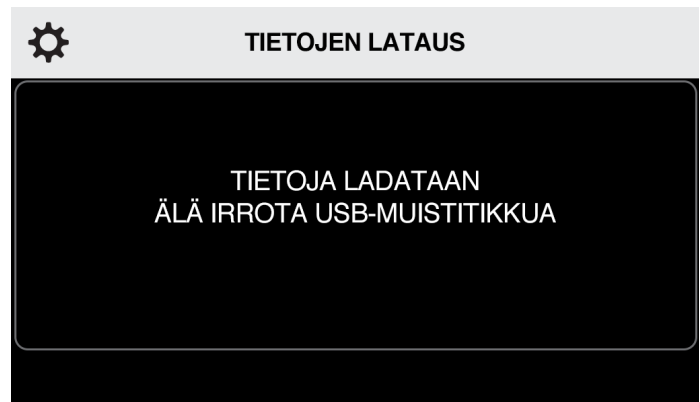 TIETOJEN LATAUS
TIETOJA LADATAAN
ÄLÄ IRROTA USB-MUISTITIKKUA